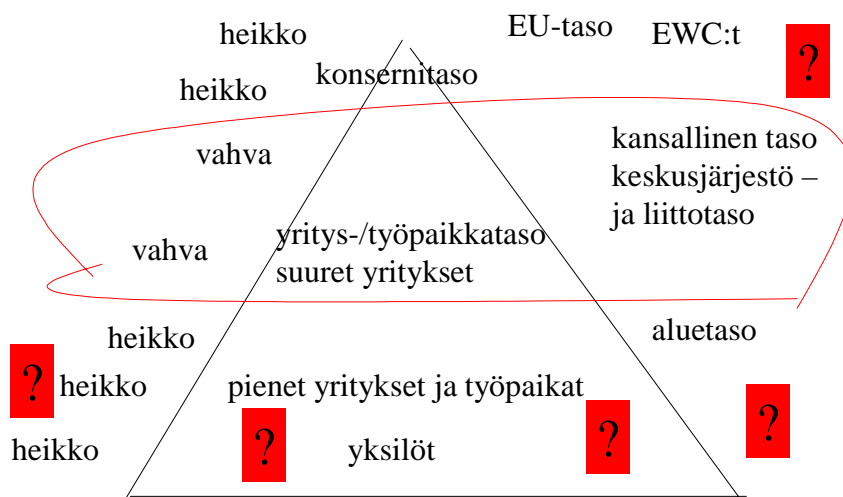 heikko
EU-taso
EWC:t
?
konsernitaso
heikko
vahva
kansallinen taso
keskusjärjestö –
ja liittotaso
vahva
yritys-/työpaikkataso
suuret yritykset
heikko
aluetaso
?
heikko
pienet yritykset ja työpaikat
?
heikko
?
yksilöt
?